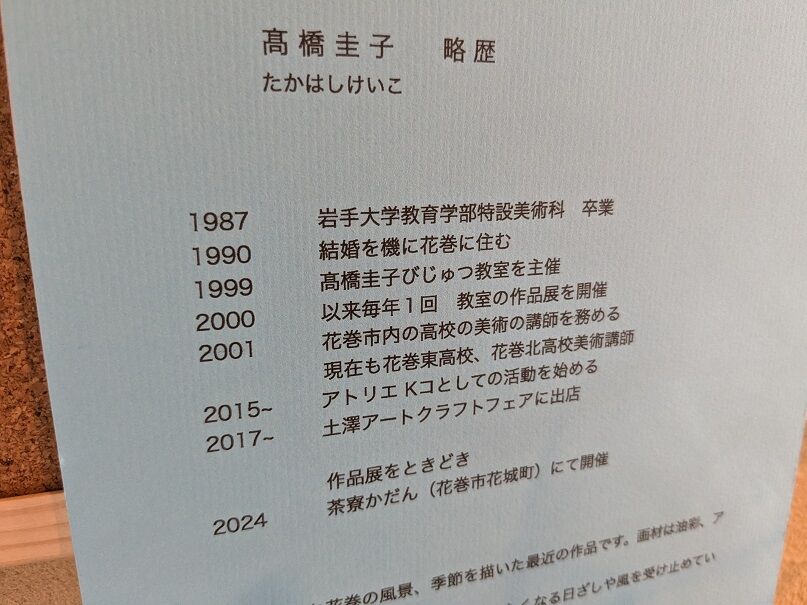 髙橋圭子　略歴
たかはしけいこ
1987　岩手大学教育学部特設美術科　卒業
1990　結婚を機に花巻に住む
1999　髙橋圭子びじゅつ教室を主催
2000　以来毎年1回　教室の作品展を開催
2001　花巻市内の高校の美術の講師を務める
現在も花巻東高校、花巻北高校美術講師
2015~　アトリエKコとしての活動を始める
2017~　土澤アートクラフトフェアに出店
作品展をときどき
2024　茶寮かだん（花巻市花城町）にて開催
花巻の風景、季節を描いた最近の作品です。画材は油彩、ア
くなる日ざしや風を受け止めてい